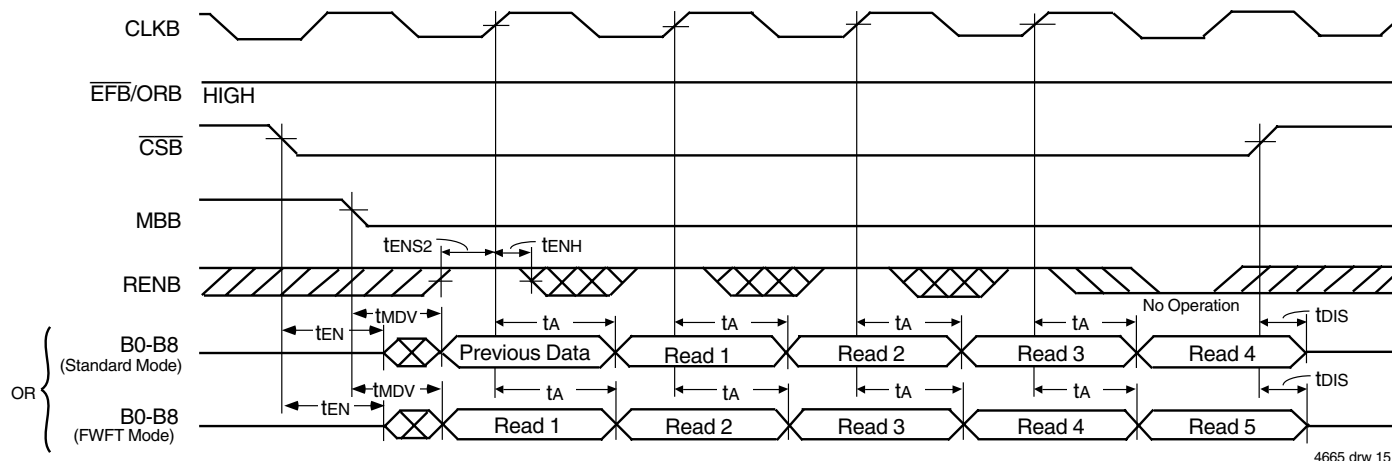 CLKB
EFB/ORB HIGH
CSB
MBB
tENS2 tENH
RENB
No Operation
tMDV
tEN tA tA tA tA tDIS
B0-B8
(Standard Mode)
Previous Data Read 1 Read 2 Read 3 Read 4
OR
tMDV
tEN tA tA tA tA tDIS
B0-B8
(FWFT Mode)
Read 1 Read 2 Read 3 Read 4 Read 5
4665 drw 15